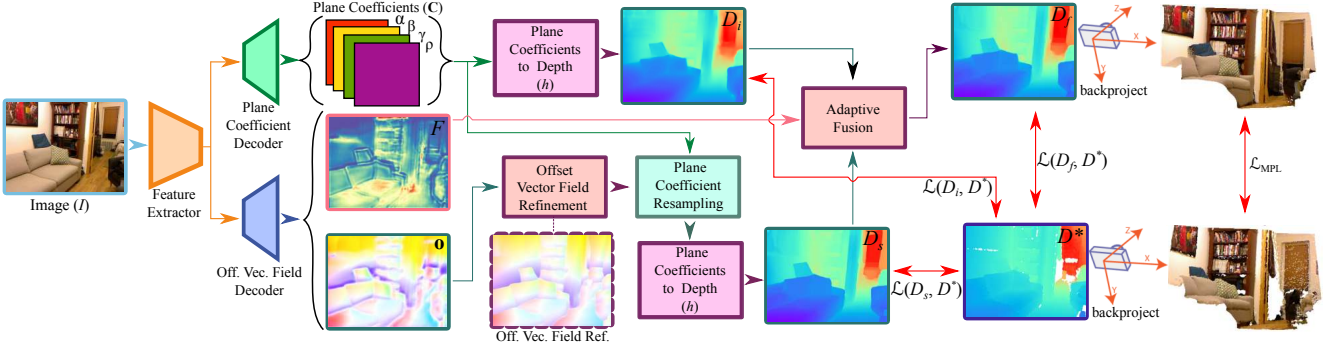 Image (I)
Feature
Extractor
Plane
Coefficient
Decoder
Off. Vec. Field
Decoder
Plane Coefficients (C)
α
β
γ
ρ
F
o
Plane
Coefficients
to Depth
(h)
D_i
Offset
Vector Field
Refinement
Off. Vec. Field Ref.
Plane
Coefficient
Resampling
Plane
Coefficients
to Depth
(h)
D_s
Adaptive
Fusion
D_f
Z
X
Y
backproject
ℒ(D_i, D*)
ℒ(D_f, D*)
ℒ(D_s, D*)
D*
Z
X
Y
backproject
ℒ_MPL